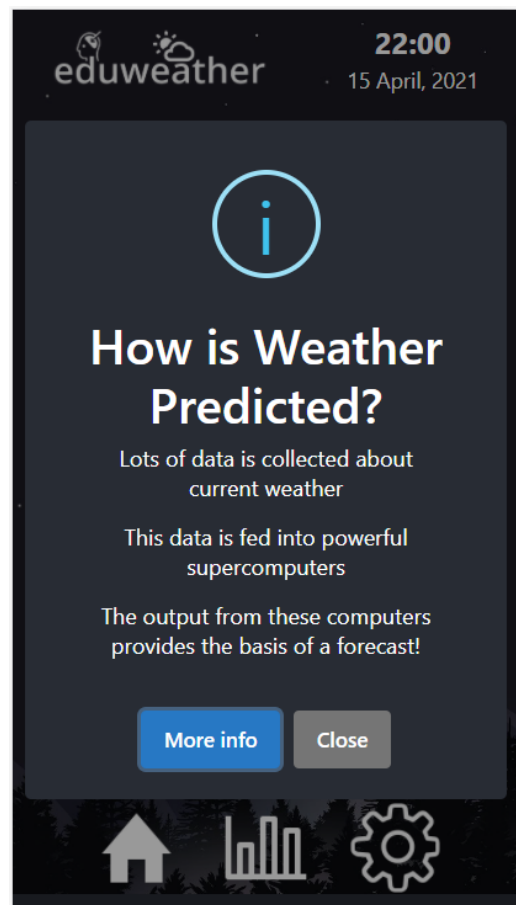 eduweather
22:00
15 April, 2021
i
How is Weather
Predicted?
Lots of data is collected about
current weather
This data is fed into powerful
supercomputers
The output from these computers
provides the basis of a forecast!
More info
Close